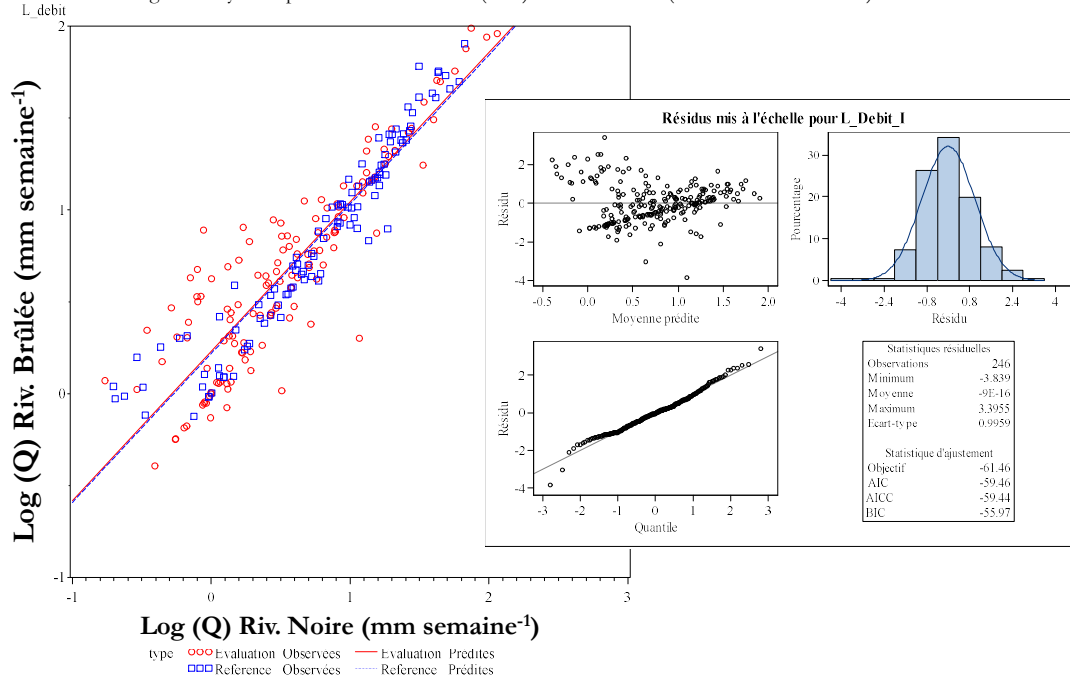 L_debit
2
1
0
-1
Log (Q) Riv. Brûlée (mm semaine-1)
-1 0 1 2 3
Log (Q) Riv. Noire (mm semaine-1)
type Evaluation Observées Evaluation Prédites
Reference Observées Reference Prédites
Résidus mis à l'échelle pour L_Debit_I
Résidu
2
0
-2
-4
-0.5 0.0 0.5 1.0 1.5 2.0
Moyenne prédite
Pourcentage
30
20
10
0
-4 -2.4 -0.8 0.8 2.4 4
Résidu
Résidu
2
0
-2
-4
-3 -2 -1 0 1 2 3
Quantile
Statistiques résiduelles
Observations 246
Minimum -3.839
Moyenne -9E-16
Maximum 3.3955
Ecart-type 0.9959
Statistique d'ajustement
Objectif -61.46
AIC -59.46
AICC -59.44
BIC -55.97